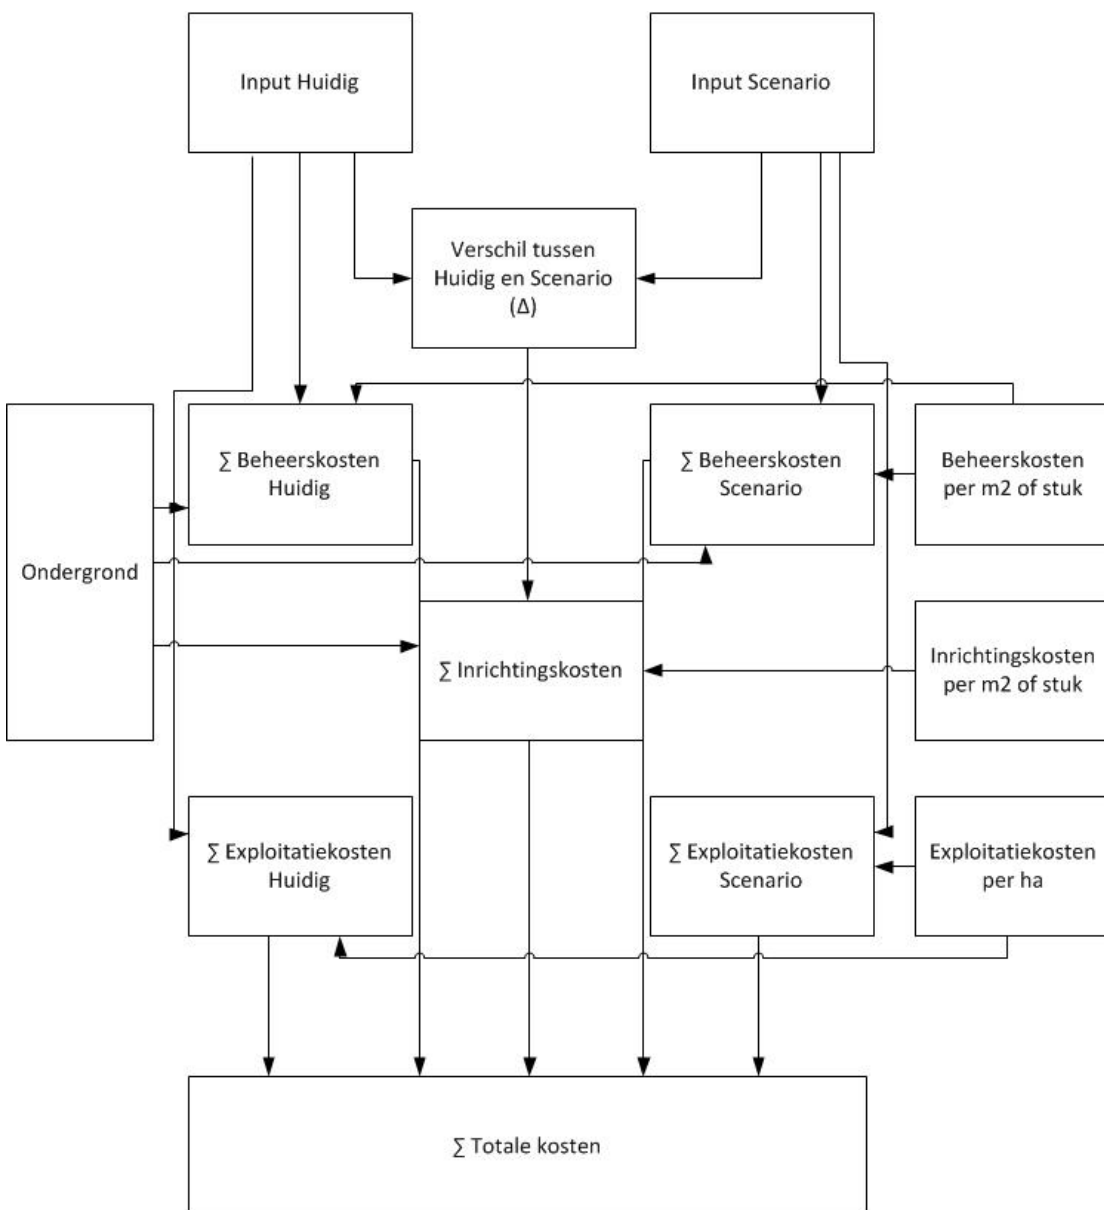 Input Huidig
Input Scenario
Verschil tussen
Huidig en Scenario
(Δ)
∑ Beheerskosten
Huidig
∑ Beheerskosten
Scenario
Beheerskosten
per m2 of stuk
Ondergrond
∑ Inrichtingskosten
Inrichtingskosten
per m2 of stuk
∑ Exploitatiekosten
Huidig
∑ Exploitatiekosten
Scenario
Exploitatiekosten
per ha
∑ Totale kosten